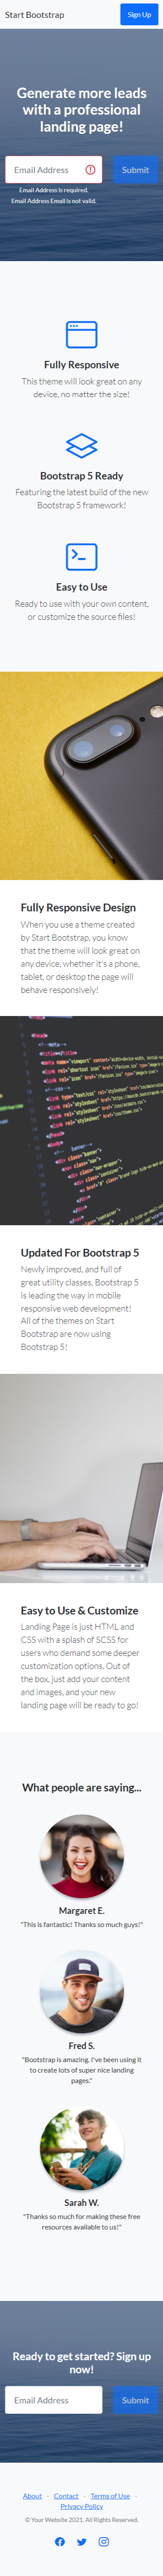 Start Bootstrap
Sign Up
Generate more leads
with a professional
landing page!
Email Address
Submit
Email Address is required.
Email Address Email is not valid.
Fully Responsive
This theme will look great on any
device, no matter the size!
Bootstrap 5 Ready
Featuring the latest build of the new
Bootstrap 5 framework!
Easy to Use
Ready to use with your own content,
or customize the source files!
Fully Responsive Design
When you use a theme created
by Start Bootstrap, you know
that the theme will look great on
any device, whether it's a phone,
tablet, or desktop the page will
behave responsively!
Updated For Bootstrap 5
Newly improved, and full of
great utility classes, Bootstrap 5
is leading the way in mobile
responsive web development!
All of the themes on Start
Bootstrap are now using
Bootstrap 5!
Easy to Use & Customize
Landing Page is just HTML and
CSS with a splash of SCSS for
users who demand some deeper
customization options. Out of
the box, just add your content
and images, and your new
landing page will be ready to go!
What people are saying...
Margaret E.
"This is fantastic! Thanks so much guys!"
Fred S.
"Bootstrap is amazing. I've been using it
to create lots of super nice landing
pages."
Sarah W.
"Thanks so much for making these free
resources available to us!"
Ready to get started? Sign up
now!
Email Address
Submit
About · Contact · Terms of Use ·
Privacy Policy
© Your Website 2021. All Rights Reserved.